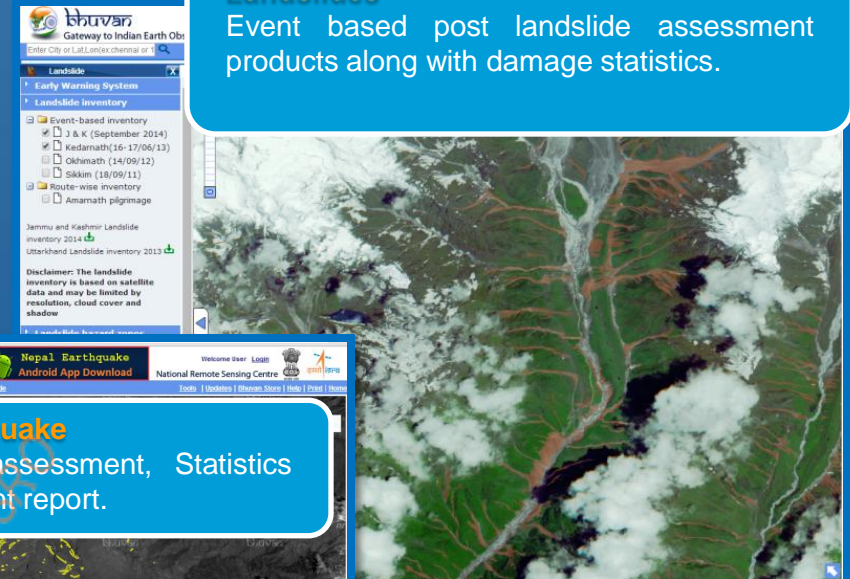 Landslides
Event based post landslide assessment
products along with damage statistics.
bhuvan
Gateway to Indian Earth Obs
Enter City or Lat,Lon(ex:chennai or 1
Landslide X
Early Warning System
Landslide inventory
Event-based inventory
J & K (September 2014)
Kedarnath(16-17/06/13)
Okhimath (14/09/12)
Sikkim (18/09/11)
Route-wise inventory
Amarnath pilgrimage
Jammu and Kashmir Landslide
inventory 2014
Uttarkhand Landslide inventory 2013
Disclaimer: The landslide
inventory is based on satellite
data and may be limited by
resolution, cloud cover and
shadow
Landslide hazard zones
Nepal Earthquake
Android App Download
Welcome User Login
National Remote Sensing Centre
Tools | Updates | Bhuvan Store | Help | Print | Home
uake
assessment, Statistics
nt report.